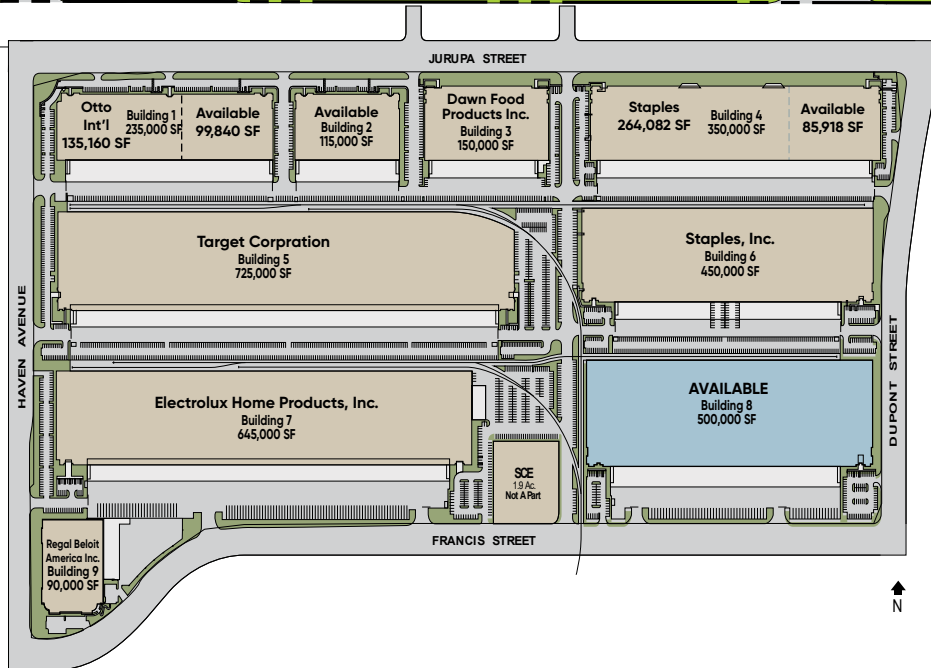 JURUPA STREET
Otto
Int'l
135,160 SF
Building 1
235,000 SF
Available
99,840 SF
Available
Building 2
115,000 SF
Dawn Food
Products Inc.
Building 3
150,000 SF
Staples
264,082 SF
Building 4
350,000 SF
Available
85,918 SF
Target Corpration
Building 5
725,000 SF
Staples, Inc.
Building 6
450,000 SF
HAVEN AVENUE
DUPONT STREET
Electrolux Home Products, Inc.
Building 7
645,000 SF
AVAILABLE
Building 8
500,000 SF
SCE
1.9 Ac.
Not A Part
FRANCIS STREET
Regal Beloit
America Inc.
Building 9
90,000 SF
N